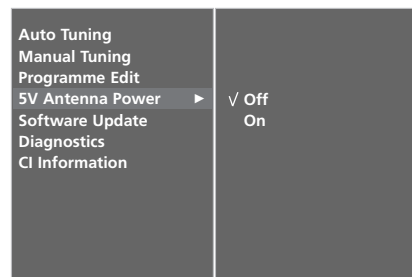 Auto Tuning
Manual Tuning
Programme Edit
5V Antenna Power ►
Software Update
Diagnostics
CI Information
√ Off
On